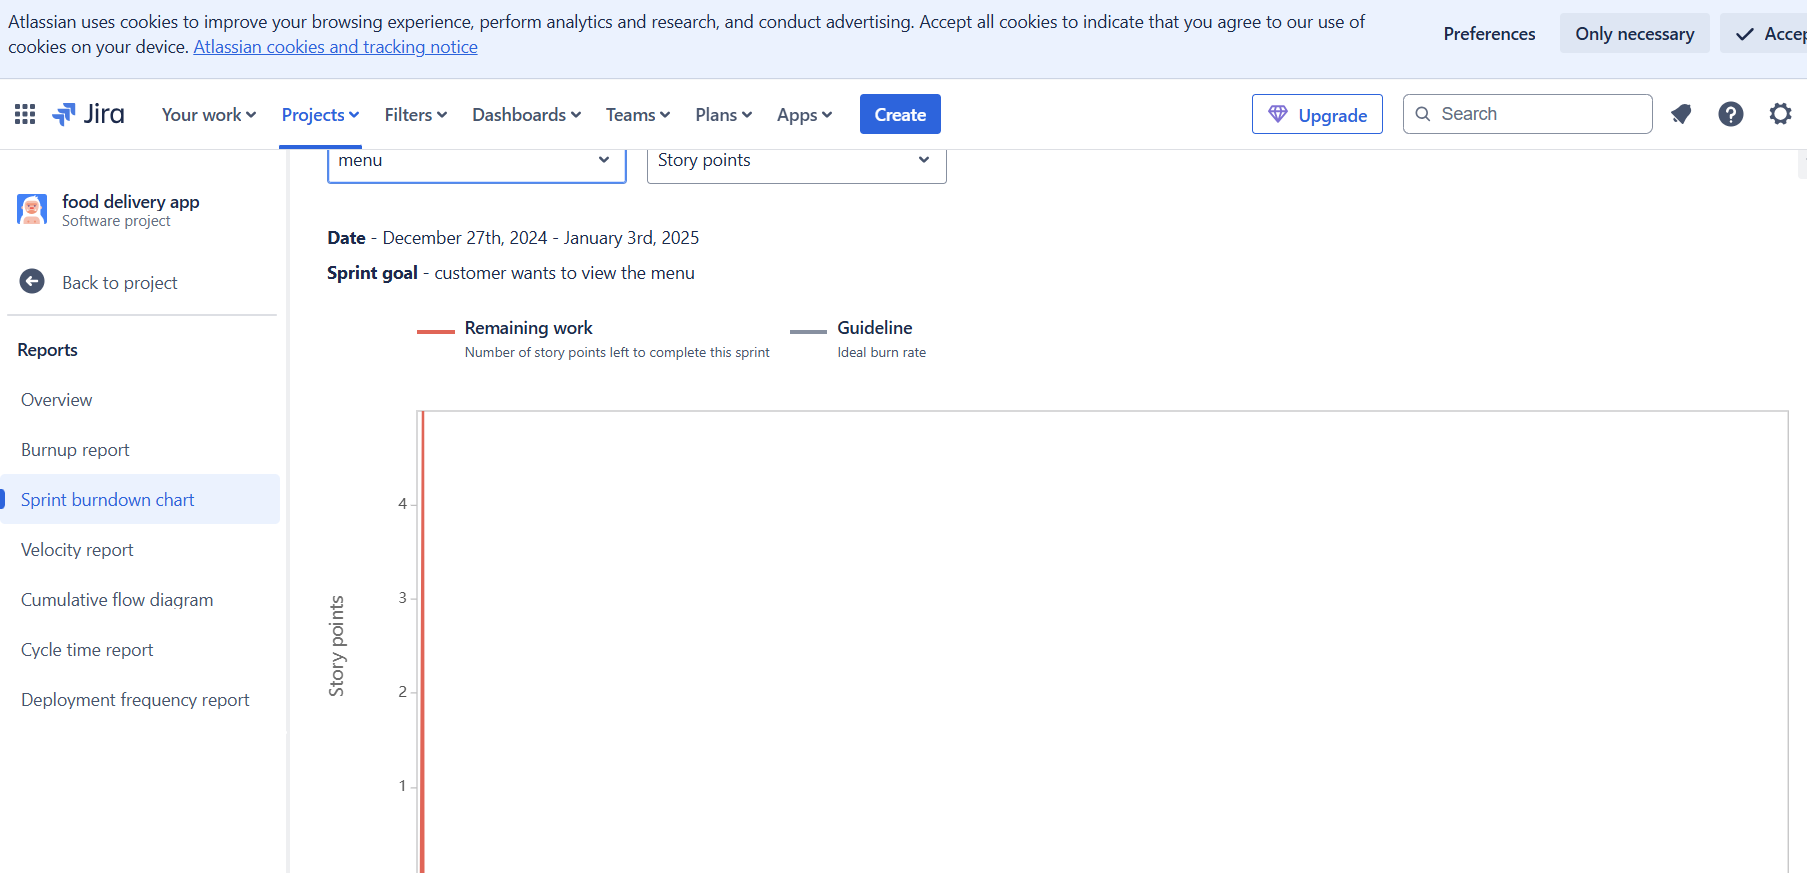 Atlassian uses cookies to improve your browsing experience, perform analytics and research, and conduct advertising. Accept all cookies to indicate that you agree to our use of
cookies on your device. Atlassian cookies and tracking notice
Preferences
Only necessary
Jira
Your work
Projects
Filters
Dashboards
Teams
Plans
Apps
Create
Upgrade
Search
food delivery app
Software project
Back to project
Reports
Overview
Burnup report
Sprint burndown chart
Velocity report
Cumulative flow diagram
Cycle time report
Deployment frequency report
menu
Story points
Date - December 27th, 2024 - January 3rd, 2025
Sprint goal - customer wants to view the menu
Remaining work
Number of story points left to complete this sprint
Guideline
Ideal burn rate
Story points
4
3
2
1